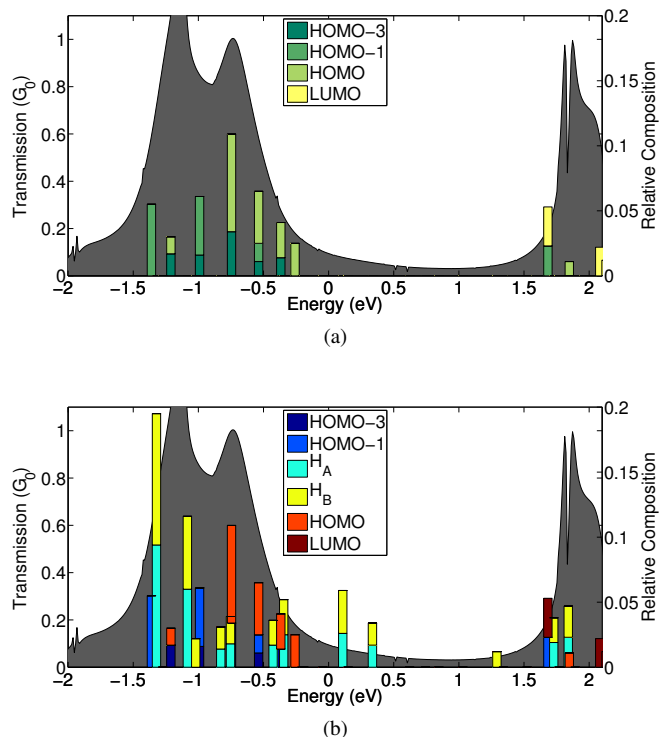 HOMO−3
HOMO−1
HOMO
LUMO
Transmission (G0)
Relative Composition
1
0.8
0.6
0.4
0.2
0
0.2
0.15
0.1
0.05
0
−2 −1.5 −1 −0.5 0 0.5 1 1.5 2
Energy (eV)
(a)
HOMO−3
HOMO−1
H_A
H_B
HOMO
LUMO
Transmission (G0)
Relative Composition
1
0.8
0.6
0.4
0.2
0
0.2
0.15
0.1
0.05
0
−2 −1.5 −1 −0.5 0 0.5 1 1.5 2
Energy (eV)
(b)